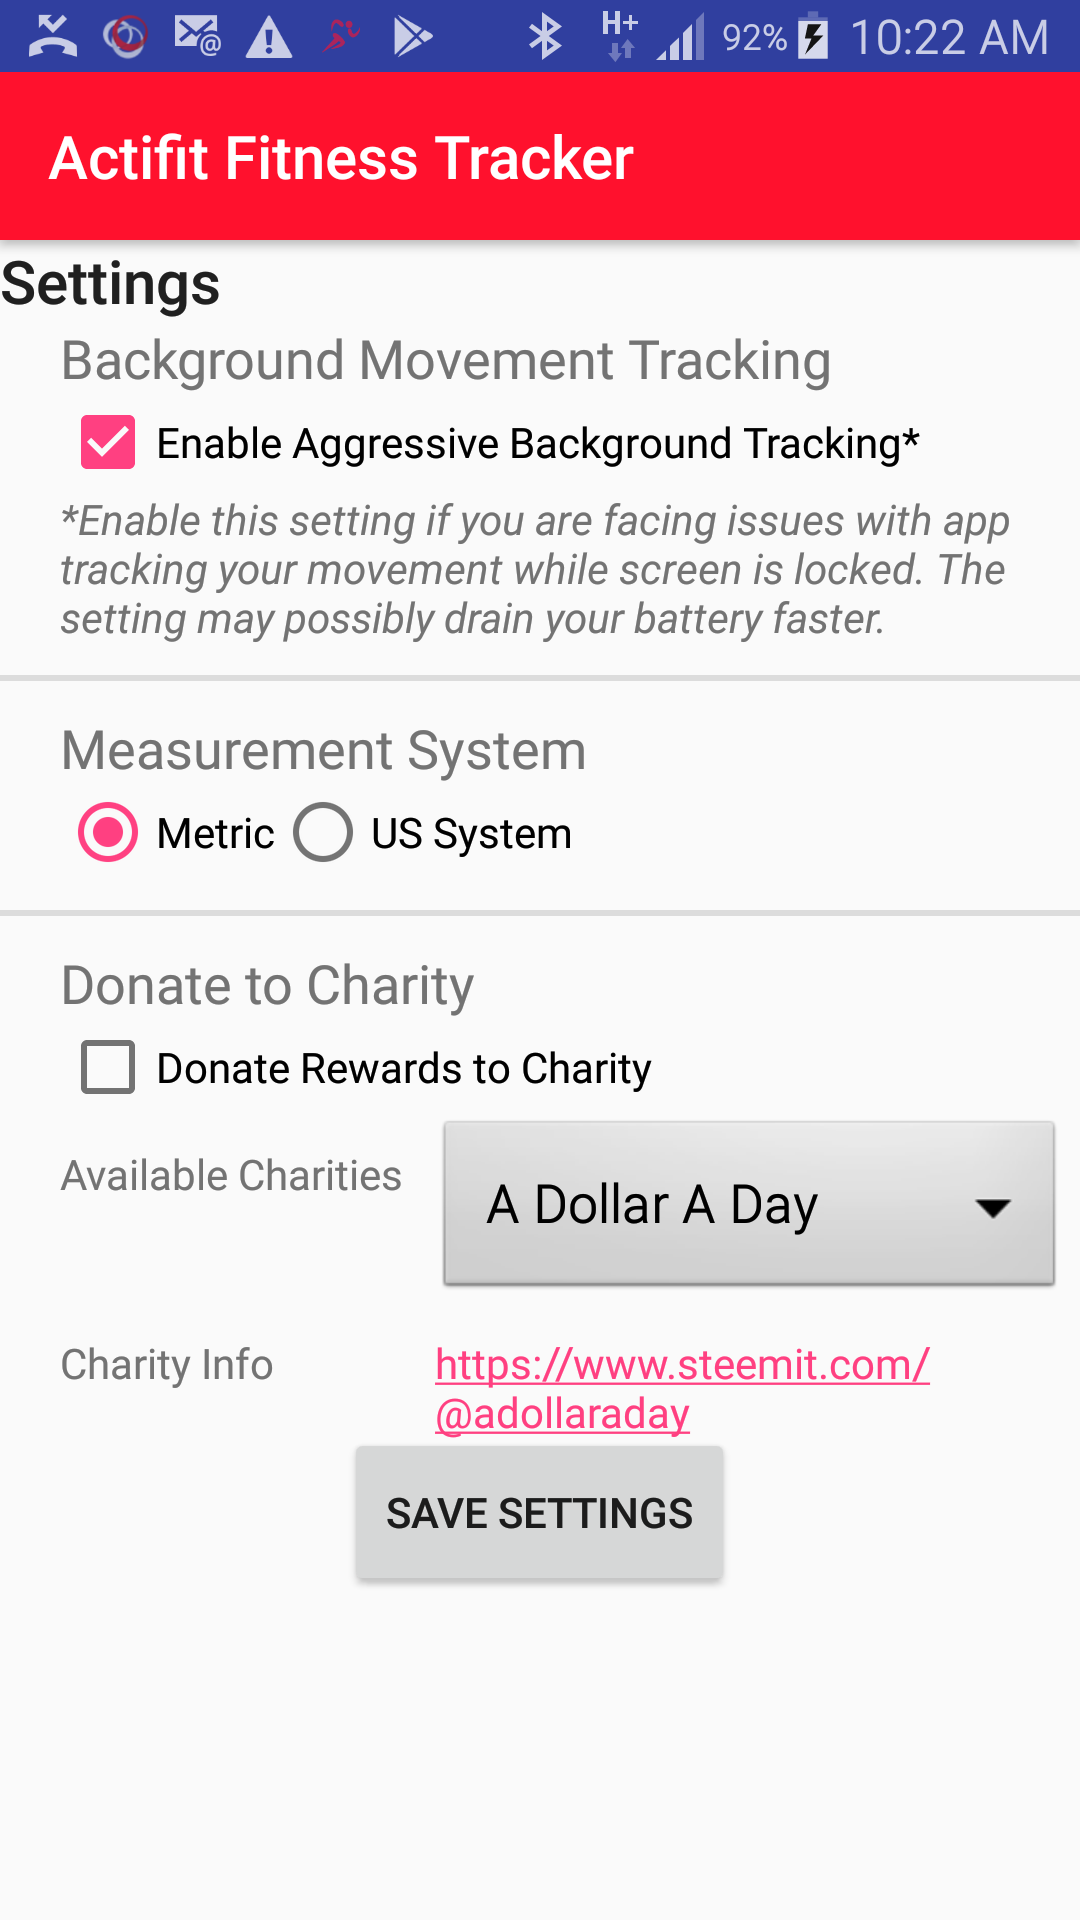 H+ 92% 10:22 AM
Actifit Fitness Tracker
Settings
Background Movement Tracking
Enable Aggressive Background Tracking*
*Enable this setting if you are facing issues with app
tracking your movement while screen is locked. The
setting may possibly drain your battery faster.
Measurement System
Metric US System
Donate to Charity
Donate Rewards to Charity
Available Charities A Dollar A Day
Charity Info https://www.steemit.com/
@adollaraday
SAVE SETTINGS